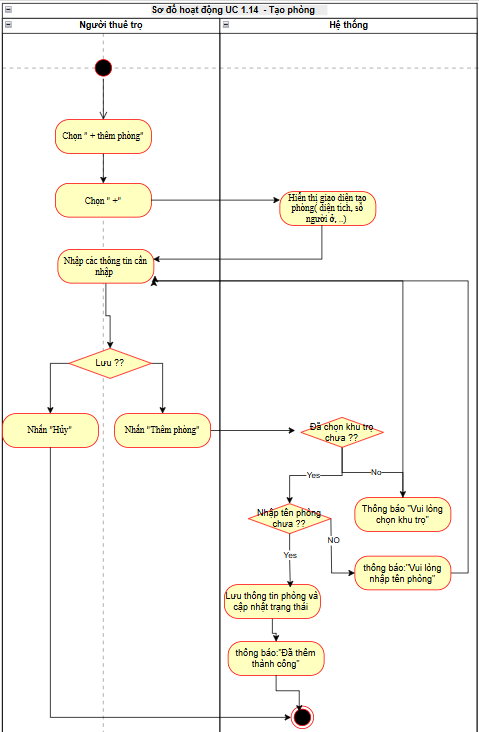 Sơ đồ hoạt động UC 1.14 - Tạo phòng
Người thuê trọ
Hệ thống
Chọn " + thêm phòng"
Chọn " +"
Hiển thị giao diện tạo
phòng( diện tích, số
người ở, ..)
Nhập các thông tin cần
nhập
Lưu ??
Nhấn "Hủy"
Nhấn "Thêm phòng"
Đã chọn khu trọ
chưa ??
Yes
No
Thông báo "Vui lòng
chọn khu trọ"
Nhập tên phòng
chưa ??
NO
Yes
thông báo:"Vui lòng
nhập tên phòng"
Lưu thông tin phòng và
cập nhật trạng thái
thông báo:"Đã thêm
thành công"